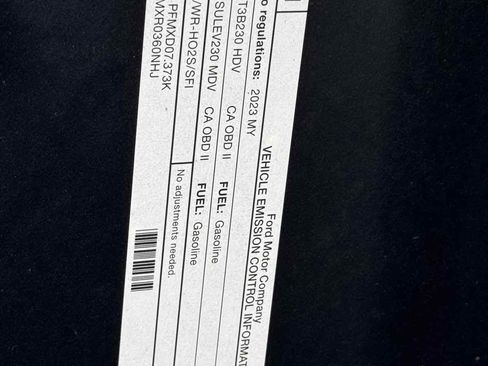 Ford Motor Company
VEHICLE EMISSION CONTROL
regulations: 2023 MY
T3B230 HDV CA OBD II FUEL: Gasoline
SULEV230 MDV CA OBD II FUEL: Gasoline
/WR-HO2S/SFI No adjustments needed.
PFMXD07.373K
MXR0360NHJ